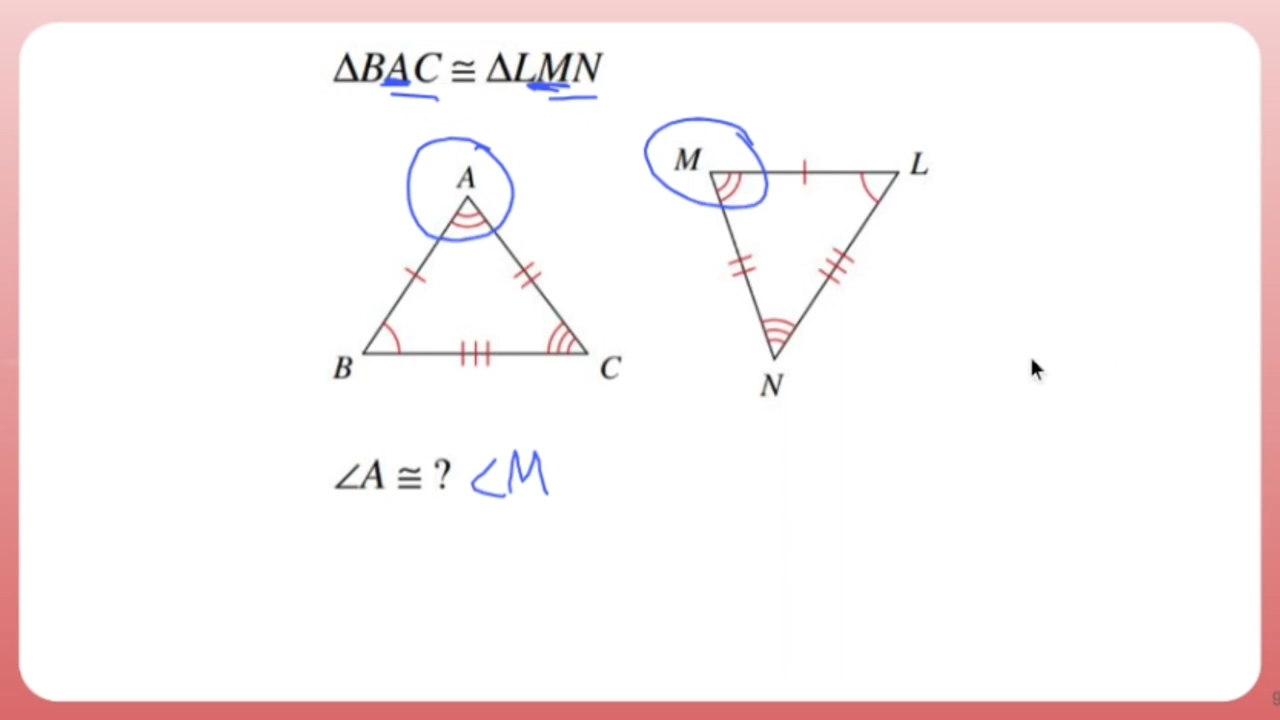 ΔBAC ≅ ΔLMN
A
M
L
B
C
N
∠A ≅ ? ∠M